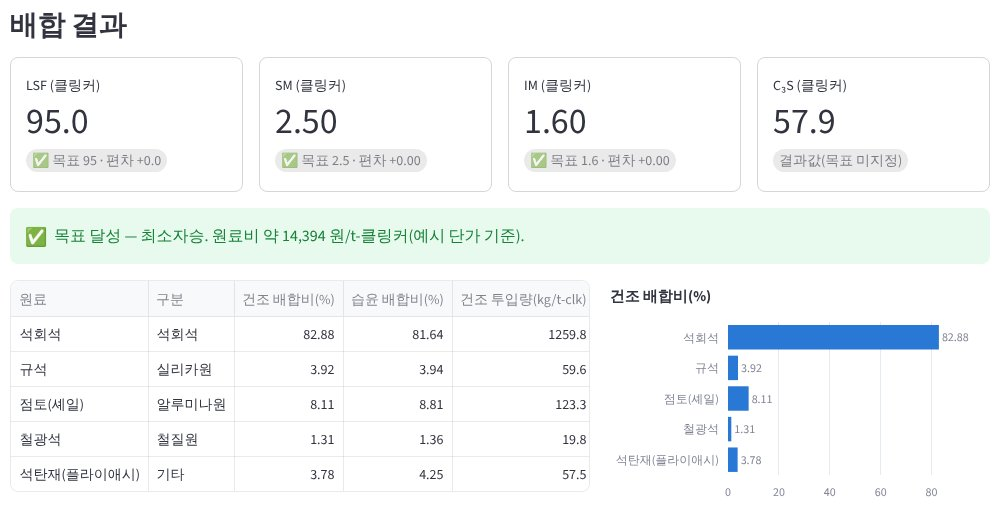 배합 결과
LSF (클링커)
95.0
✅ 목표 95 · 편차 +0.0
SM (클링커)
2.50
✅ 목표 2.5 · 편차 +0.00
IM (클링커)
1.60
✅ 목표 1.6 · 편차 +0.00
C₃S (클링커)
57.9
결과값(목표 미지정)
✅ 목표 달성 — 최소자승. 원료비 약 14,394 원/t-클링커(예시 단가 기준).
원료 구분 건조 배합비(%) 습윤 배합비(%) 건조 투입량(kg/t-clk)
석회석 석회석 82.88 81.64 1259.8
규석 실리카원 3.92 3.94 59.6
점토(셰일) 알루미나원 8.11 8.81 123.3
철광석 철질원 1.31 1.36 19.8
석탄재(플라이애시) 기타 3.78 4.25 57.5
건조 배합비(%)
석회석 82.88
규석 3.92
점토(셰일) 8.11
철광석 1.31
석탄재(플라이애시) 3.78
0 20 40 60 80